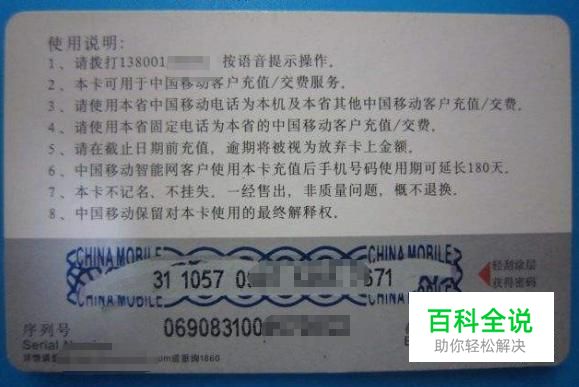 使用说明:
1、请拨打138001 按语音提示操作.
2、本卡可用于中国移动客户充值/交费服务.
3、请使用本省中国移动电话为本机及本省其他中国移动客户充值/交费.
4、请使用本省固定电话为本省的中国移动客户充值/交费.
5、请在截止日期前充值，逾期将被视为放弃卡上金额.
6、中国移动智能网客户使用本卡充值后手机号码使用期可延长180天.
7、本卡不记名、不挂失. 一经售出，非质量问题，概不退换.
8、中国移动保留对本卡使用的最终解释权.
CHINA MOBILE CHINA MOBILE
31 1057 0 671
轻刮涂层
获得密码
CHINA MOBILE
序列号 069083100
Serial
1860
百科全说
助你轻松解决